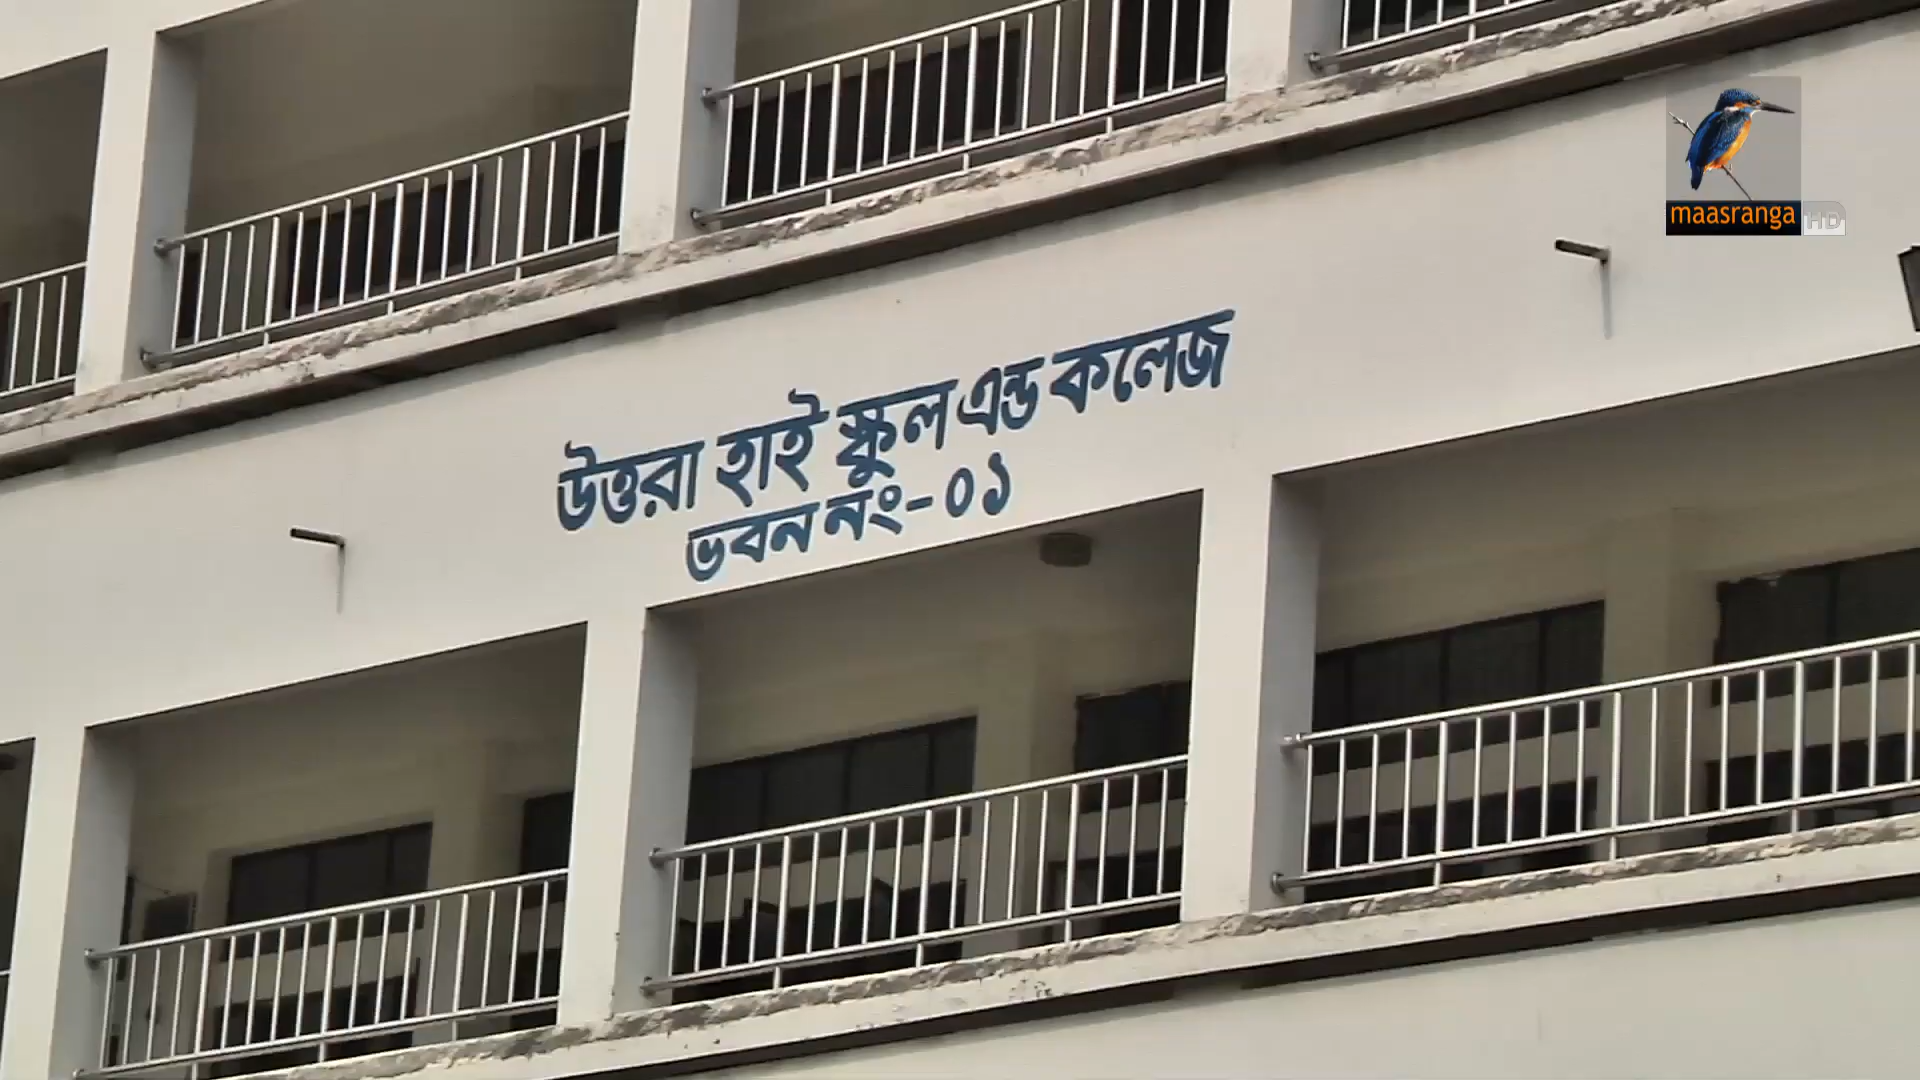 maasranga HD
উত্তরা হাই স্কুল এন্ড কলেজ
ভবন নং-০১